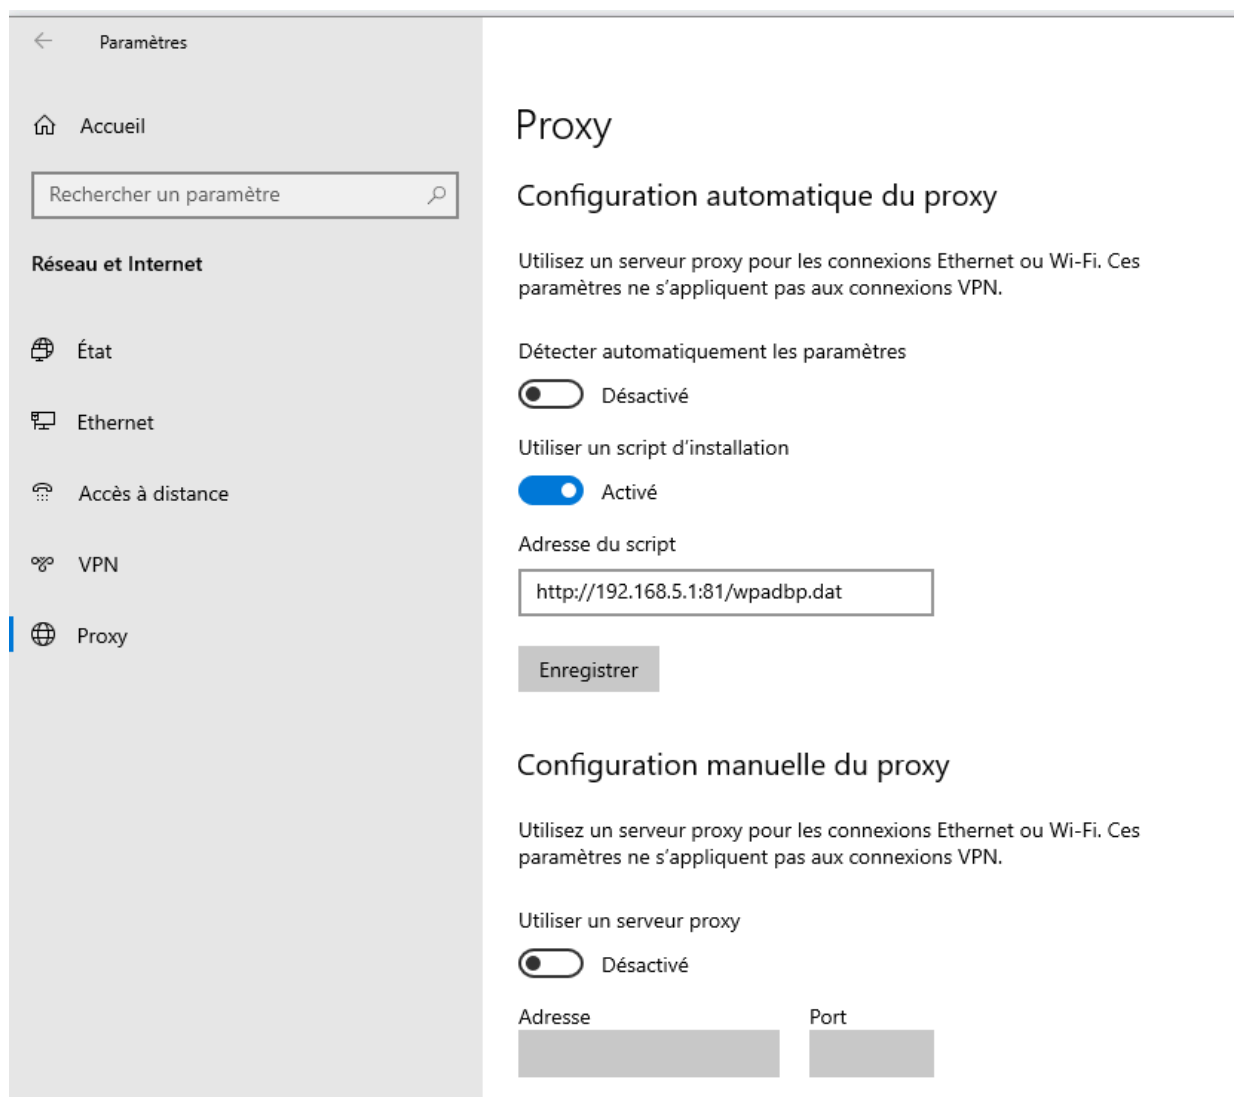 Paramètres
Accueil
Rechercher un paramètre
Réseau et Internet
État
Ethernet
Accès à distance
VPN
Proxy
Proxy
Configuration automatique du proxy
Utilisez un serveur proxy pour les connexions Ethernet ou Wi-Fi. Ces
paramètres ne s’appliquent pas aux connexions VPN.
Détecter automatiquement les paramètres
Désactivé
Utiliser un script d’installation
Activé
Adresse du script
http://192.168.5.1:81/wpadbp.dat
Enregistrer
Configuration manuelle du proxy
Utilisez un serveur proxy pour les connexions Ethernet ou Wi-Fi. Ces
paramètres ne s’appliquent pas aux connexions VPN.
Utiliser un serveur proxy
Désactivé
Adresse Port